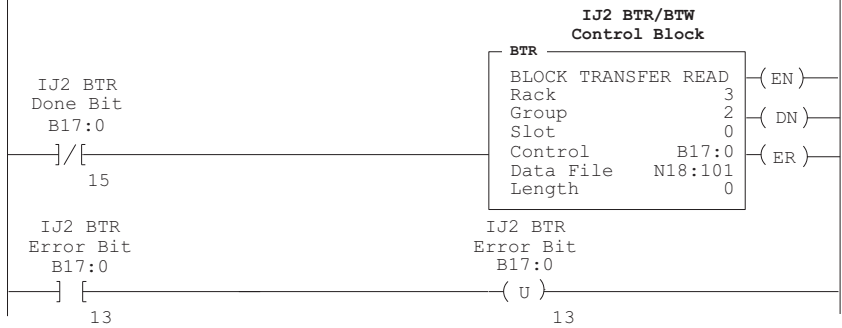 IJ2 BTR/BTW
Control Block
BTR
BLOCK TRANSFER READ
Rack 3
Group 2
Slot 0
Control B17:0
Data File N18:101
Length 0
EN
DN
ER
IJ2 BTR
Done Bit
B17:0
15
IJ2 BTR
Error Bit
B17:0
13
IJ2 BTR
Error Bit
B17:0
U
13